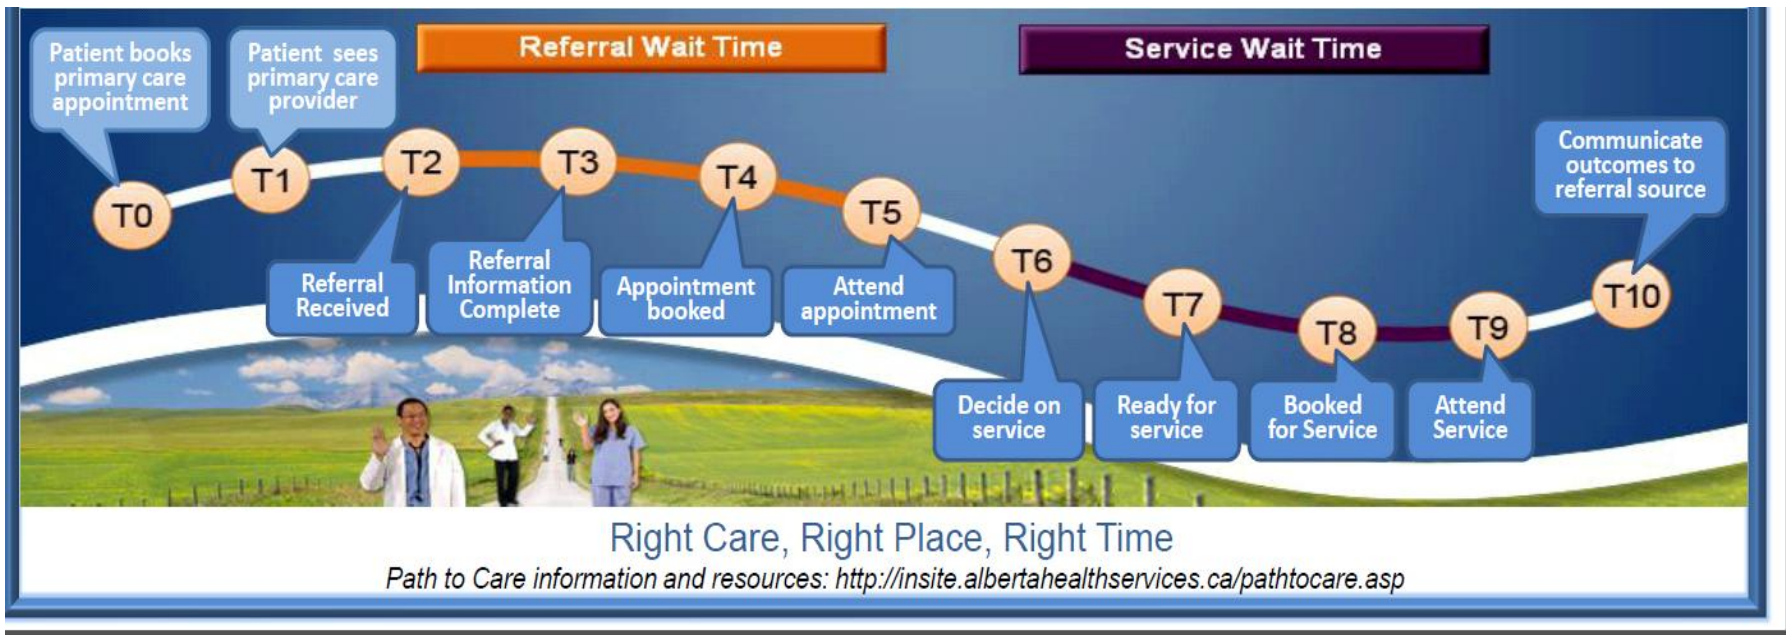 Patient books
primary care
appointment
Patient sees
primary care
provider
Referral Wait Time
Service Wait Time
Communicate
outcomes to
referral source
T0
T1
T2
T3
T4
T5
T6
T7
T8
T9
T10
Referral
Received
Referral
Information
Complete
Appointment
booked
Attend
appointment
Decide on
service
Ready for
service
Booked
for Service
Attend
Service
Right Care, Right Place, Right Time
Path to Care information and resources: http://insite.albertahealthservices.ca/pathtocare.asp